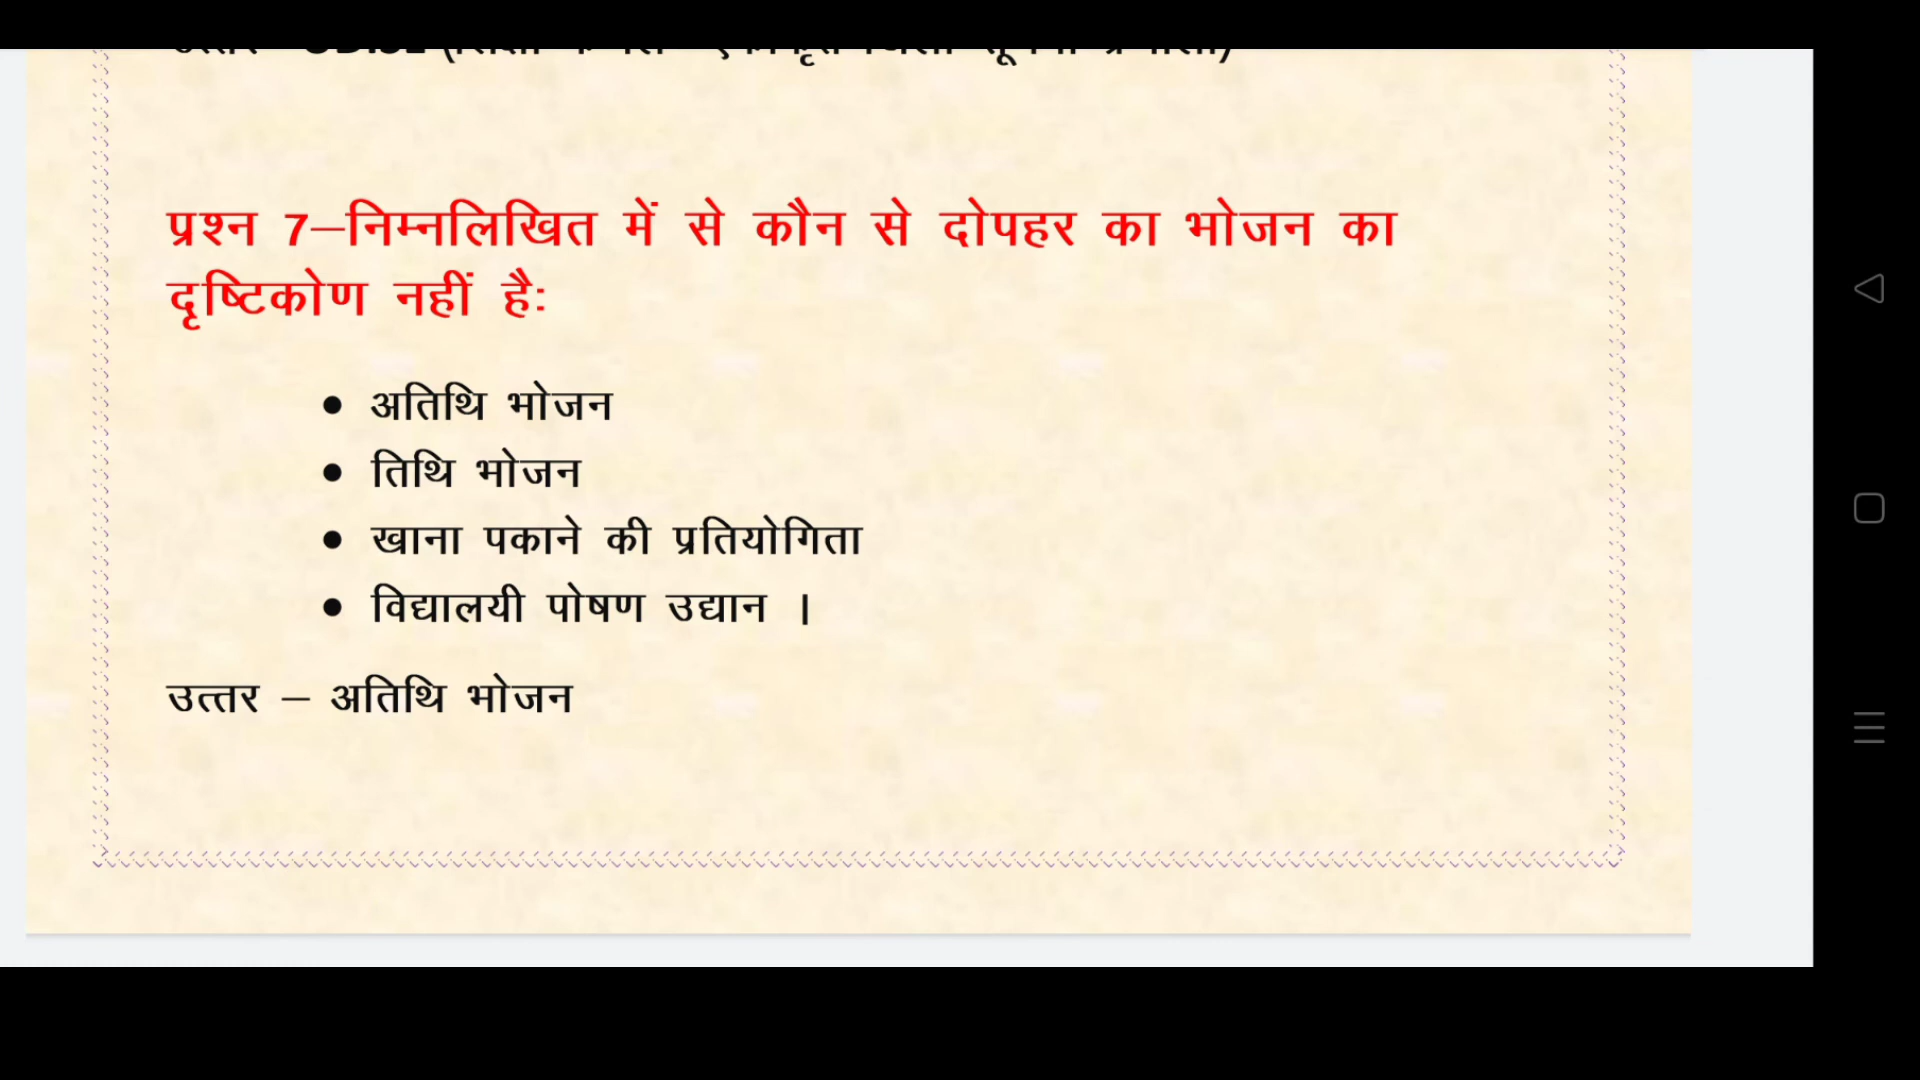 प्रश्न 7–निम्नलिखित में से कौन से दोपहर का भोजन का
दृष्टिकोण नहीं है:
• अतिथि भोजन
• तिथि भोजन
• खाना पकाने की प्रतियोगिता
• विद्यालयी पोषण उद्यान ।
उत्तर – अतिथि भोजन